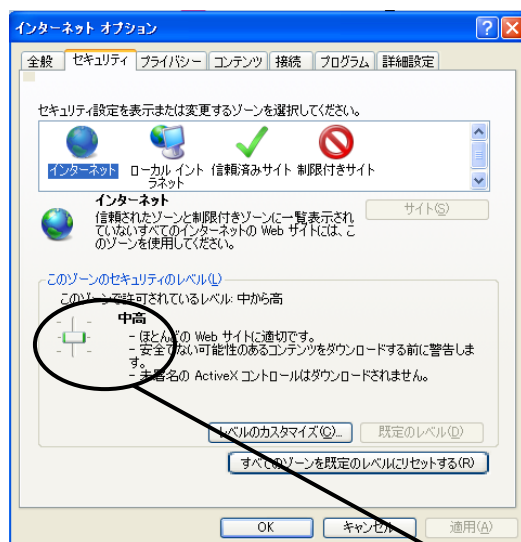 インターネット オプション
全般 セキュリティ プライバシー コンテンツ 接続 プログラム 詳細設定
セキュリティ設定を表示または変更するゾーンを選択してください。
インターネット ローカル イントラネット 信頼済みサイト 制限付きサイト
インターネット
サイト(S)
信頼されたゾーンと制限付きゾーンに一覧表示され
ていないすべてのインターネットの Web サイトには、こ
のゾーンを使用してください。
このゾーンのセキュリティのレベル(L)
このゾーンで許可されているレベル: 中から高
中高
- ほとんどの Web サイトに適切です。
- 安全でない可能性のあるコンテンツをダウンロードする前に警告しま
す。
- 未署名の ActiveX コントロールはダウンロードされません。
レベルのカスタマイズ(C)... 既定のレベル(D)
すべてのゾーンを既定のレベルにリセットする(R)
OK キャンセル 適用(A)